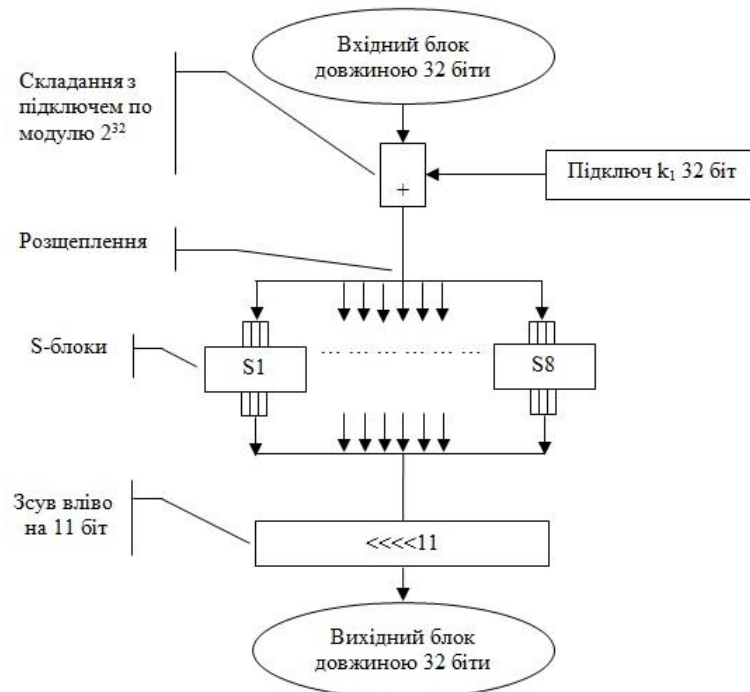 Вхідний блок
довжиною 32 біти
Складання з
підключем по
модулю 2³²
+
Підключ k₁ 32 біт
Розщеплення
S-блоки
S1
S8
Зсув вліво
на 11 біт
<<<<11
Вихідний блок
довжиною 32 біти